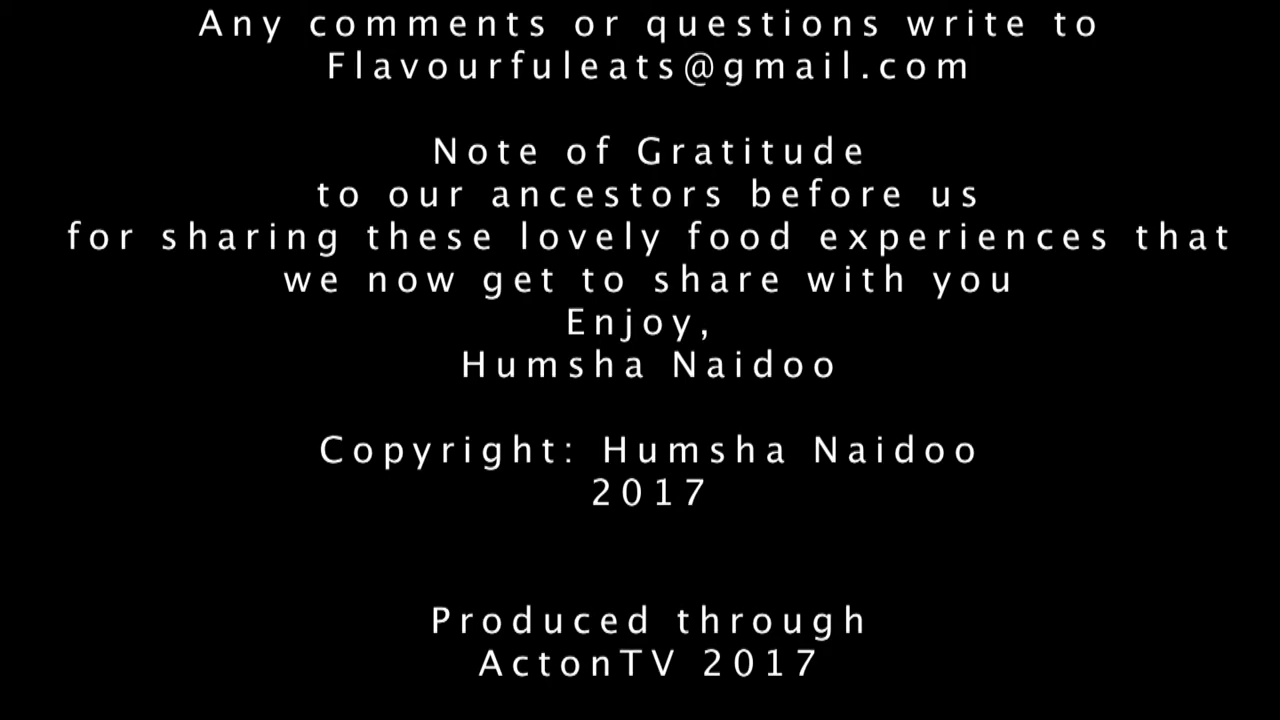 Any comments or questions write to
Flavourfuleats@gmail.com
Note of Gratitude
to our ancestors before us
for sharing these lovely food experiences that
we now get to share with you
Enjoy,
Humsha Naidoo
Copyright: Humsha Naidoo
2017
Produced through
ActonTV 2017